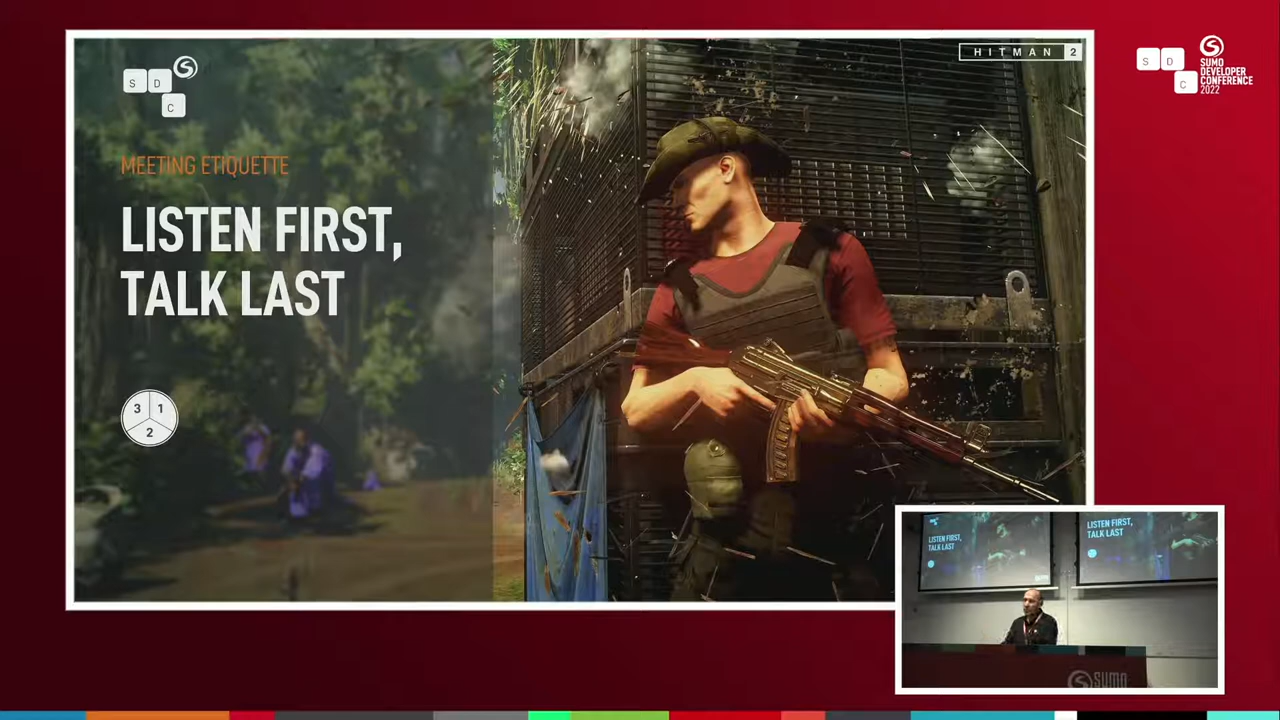 HITMAN 2
S D
C
MEETING ETIQUETTE
LISTEN FIRST,
TALK LAST
3 1
2
S D
C
SUMO
DEVELOPER
CONFERENCE
2022
LISTEN FIRST,
TALK LAST
LISTEN FIRST,
TALK LAST
SUMO